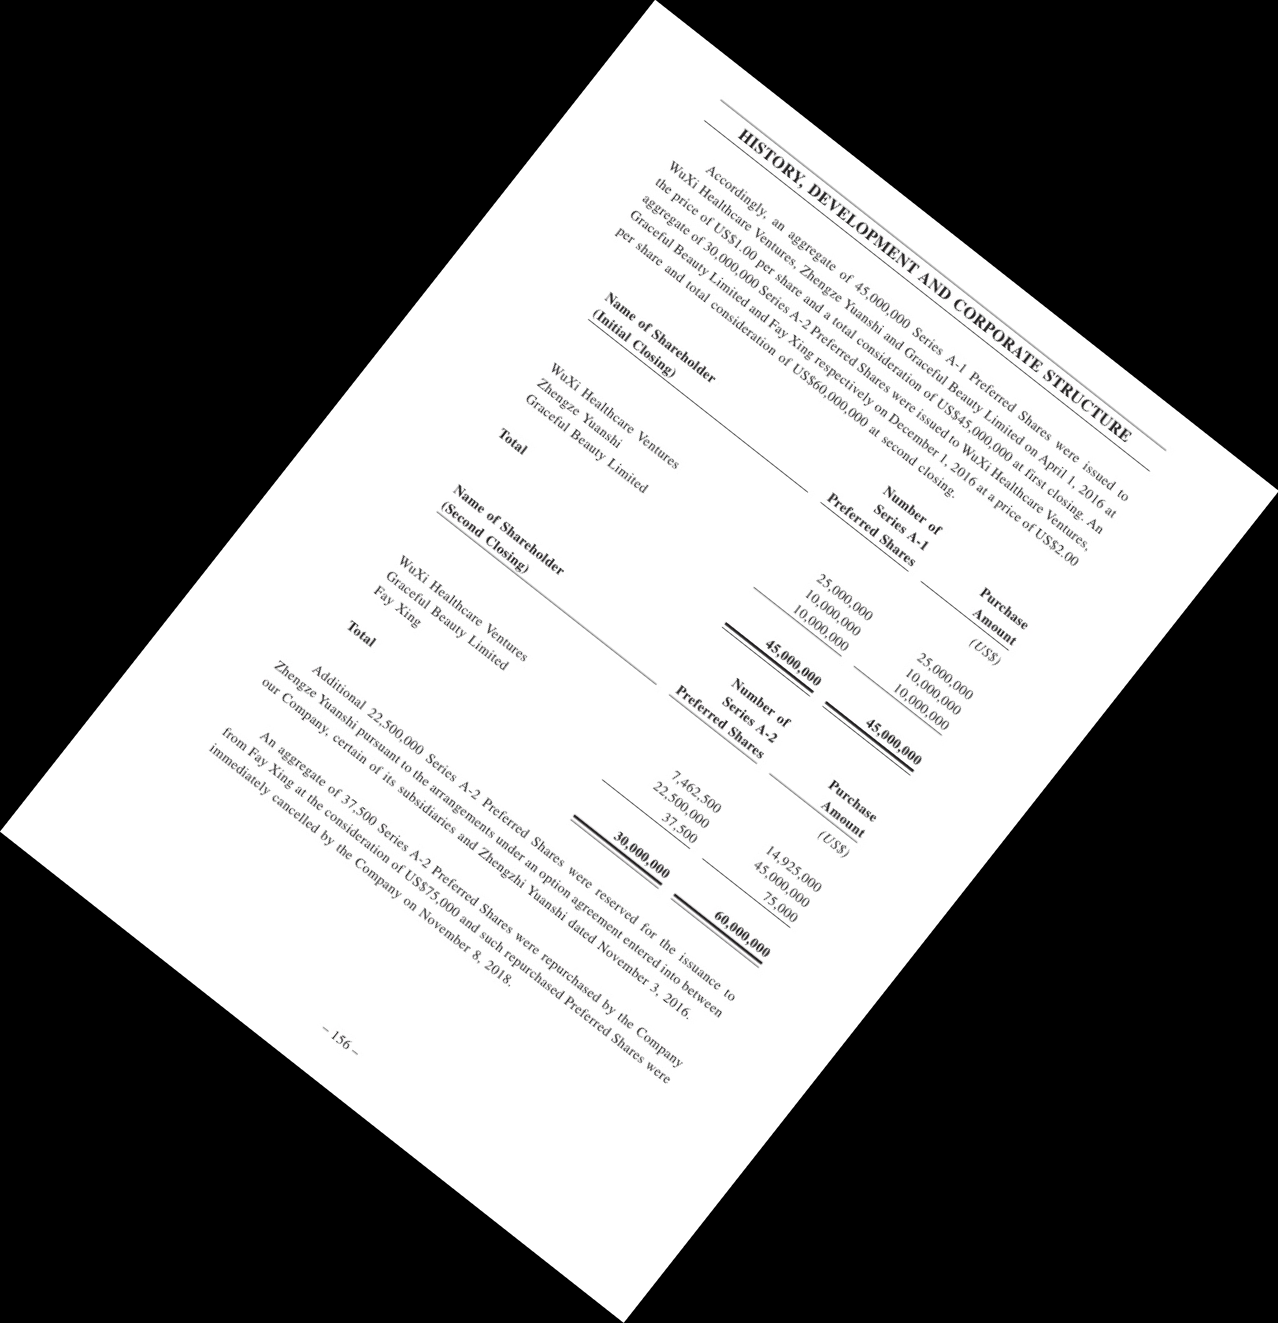 HISTORY, DEVELOPMENT AND CORPORATE STRUCTURE
Accordingly, an aggregate of 45,000,000 Series A-1 Preferred Shares were issued to
WuXi Healthcare Ventures, Zhengze Yuanshi and Graceful Beauty Limited on April 1, 2016 at
the price of US$1.00 per share and a total consideration of US$45,000,000 at first closing. An
aggregate of 30,000,000 Series A-2 Preferred Shares were issued to WuXi Healthcare Ventures,
Graceful Beauty Limited and Fay Xing respectively on December 1, 2016 at a price of US$2.00
per share and total consideration of US$60,000,000 at second closing.
Name of Shareholder
(Initial Closing)
Number of
Series A-1
Preferred Shares
Purchase
Amount
(US$)
WuXi Healthcare Ventures 25,000,000 25,000,000
Zhengze Yuanshi 10,000,000 10,000,000
Graceful Beauty Limited 10,000,000 10,000,000
Total 45,000,000 45,000,000
Name of Shareholder
(Second Closing)
Number of
Series A-2
Preferred Shares
Purchase
Amount
(US$)
WuXi Healthcare Ventures 7,462,500 14,925,000
Graceful Beauty Limited 22,500,000 45,000,000
Fay Xing 37,500 75,000
Total 30,000,000 60,000,000
Additional 22,500,000 Series A-2 Preferred Shares were reserved for the issuance to
Zhengze Yuanshi pursuant to the arrangements under an option agreement entered into between
our Company, certain of its subsidiaries and Zhengzhi Yuanshi dated November 3, 2016.
An aggregate of 37,500 Series A-2 Preferred Shares were repurchased by the Company
from Fay Xing at the consideration of US$75,000 and such repurchased Preferred Shares were
immediately cancelled by the Company on November 8, 2018.
– 156 –